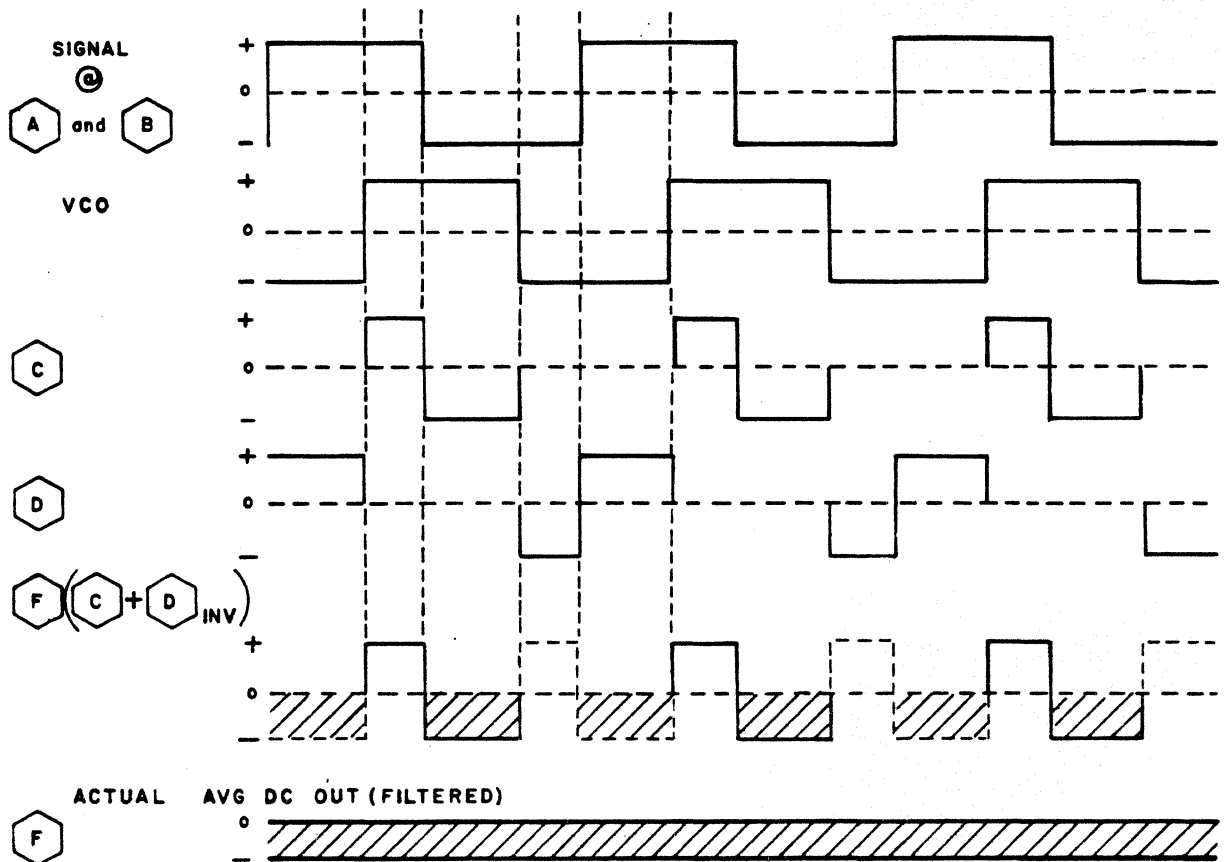 SIGNAL
@
A and B
+
o
−
VCO
+
o
−
C
+
o
−
D
+
o
−
F (C + D INV)
+
o
−
ACTUAL AVG DC OUT (FILTERED)
F
o
−